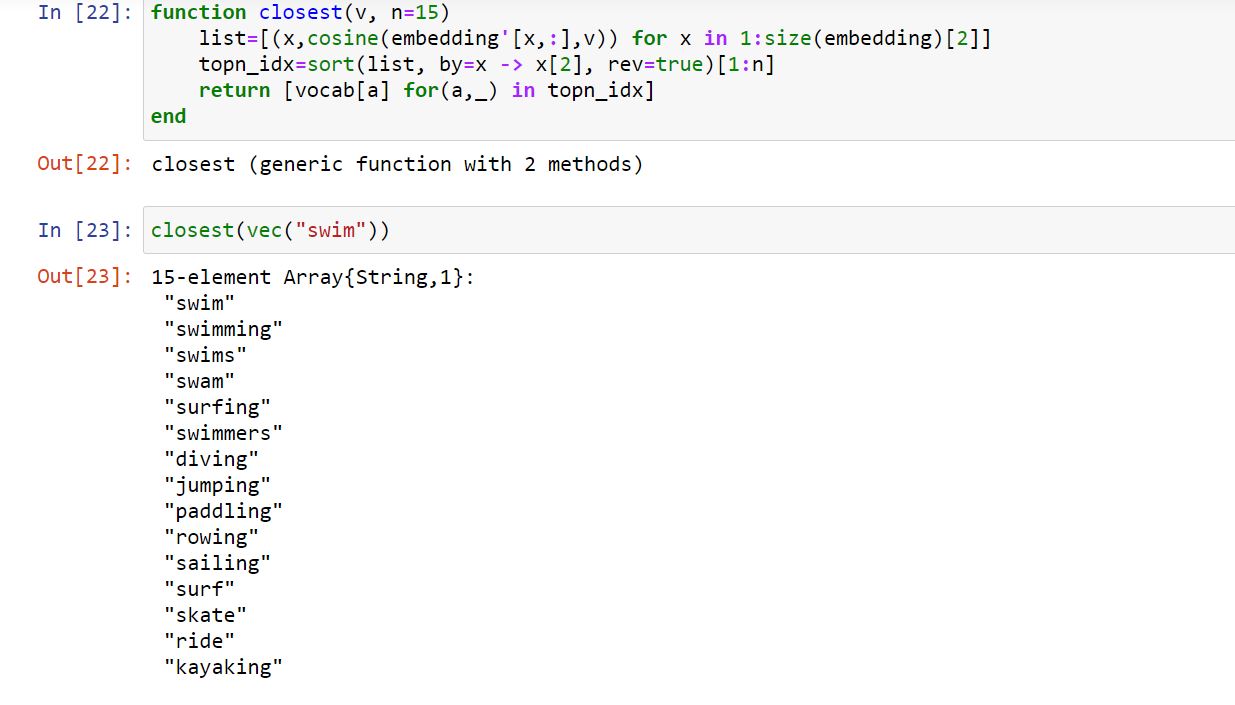 In [22]: function closest(v, n=15)
    list=[(x,cosine(embedding'[x,:],v)) for x in 1:size(embedding)[2]]
    topn_idx=sort(list, by=x -> x[2], rev=true)[1:n]
    return [vocab[a] for(a,_) in topn_idx]
end
Out[22]: closest (generic function with 2 methods)
In [23]: closest(vec("swim"))
Out[23]: 15-element Array{String,1}:
 "swim"
 "swimming"
 "swims"
 "swam"
 "surfing"
 "swimmers"
 "diving"
 "jumping"
 "paddling"
 "rowing"
 "sailing"
 "surf"
 "skate"
 "ride"
 "kayaking"